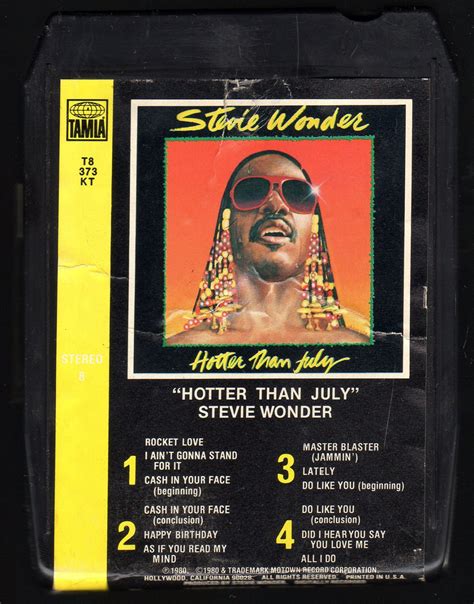 TAMLA
T8
373
KT
STEREO
8
Stevie Wonder
Hotter Than July
"HOTTER THAN JULY"
STEVIE WONDER
1
ROCKET LOVE
I AIN'T GONNA STAND
FOR IT
CASH IN YOUR FACE
(beginning)
2
CASH IN YOUR FACE
(conclusion)
HAPPY BIRTHDAY
AS IF YOU READ MY
MIND
3
MASTER BLASTER
(JAMMIN')
LATELY
DO LIKE YOU (beginning)
4
DO LIKE YOU
(conclusion)
DID I HEAR YOU SAY
YOU LOVE ME
ALL I DO
℗1980. ©1980 & TRADEMARK MOTOWN RECORD CORPORATION,
HOLLYWOOD, CALIFORNIA 90028. ALL RIGHTS RESERVED. PRINTED IN U.S.A.